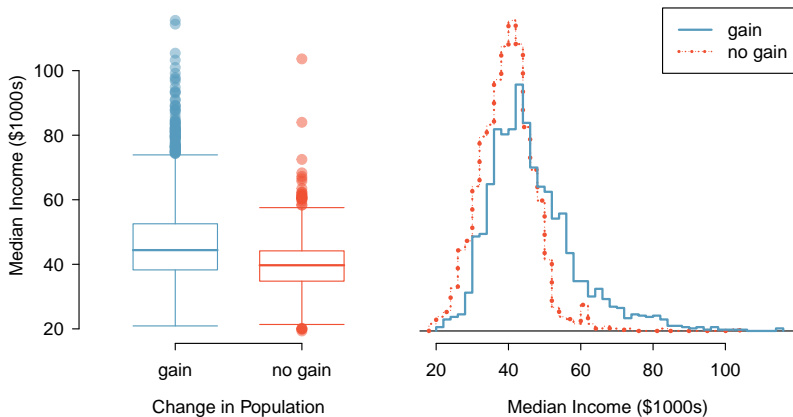 Median Income ($1000s)
100
80
60
40
20
gain
no gain
Change in Population
gain
no gain
20
40
60
80
100
Median Income ($1000s)